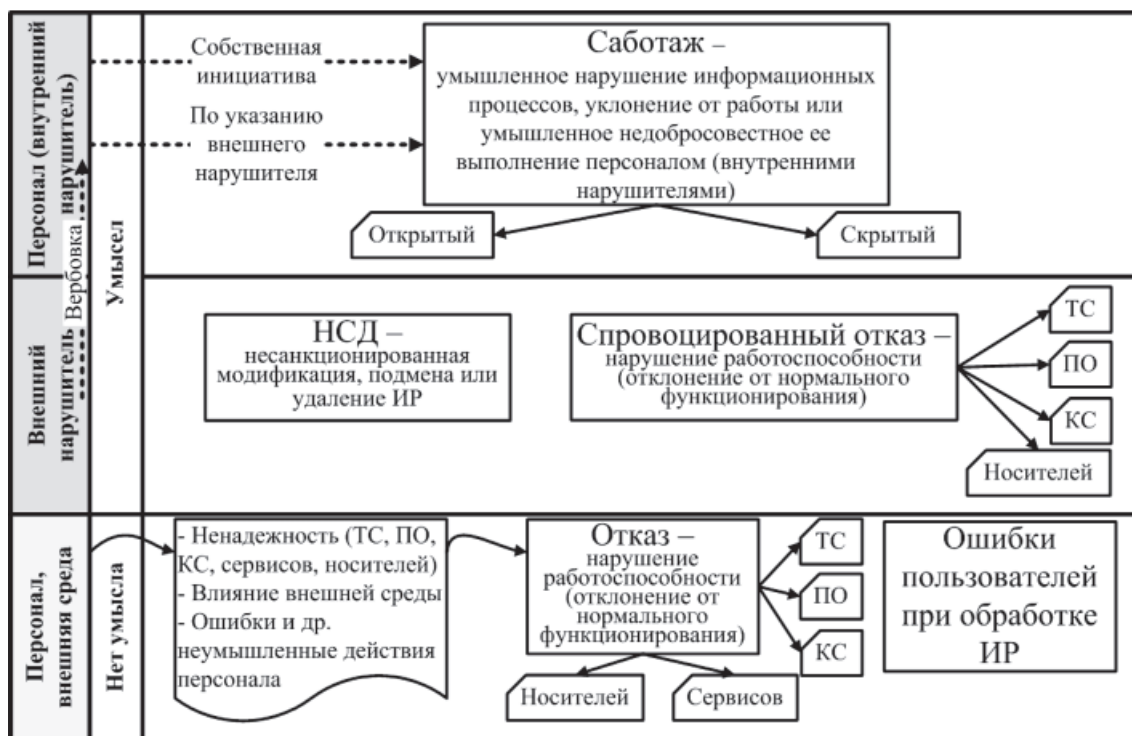 Персонал (внутренний
нарушитель)
Вербовка
Умысел
Собственная
инициатива
По указанию
внешнего
нарушителя
Саботаж –
умышленное нарушение информационных
процессов, уклонение от работы или
умышленное недобросовестное ее
выполнение персоналом (внутренними
нарушителями)
Открытый
Скрытый
Внешний
нарушитель
НСД –
несанкционированная
модификация, подмена или
удаление ИР
Спровоцированный отказ –
нарушение работоспособности
(отклонение от нормального
функционирования)
ТС
ПО
КС
Носителей
Персонал,
внешняя среда
Нет умысла
- Ненадежность (ТС, ПО,
КС, сервисов, носителей)
- Влияние внешней среды
- Ошибки и др.
неумышленные действия
персонала
Отказ –
нарушение
работоспособности
(отклонение от
нормального
функционирования)
ТС
ПО
КС
Носителей
Сервисов
Ошибки
пользователей
при обработке
ИР